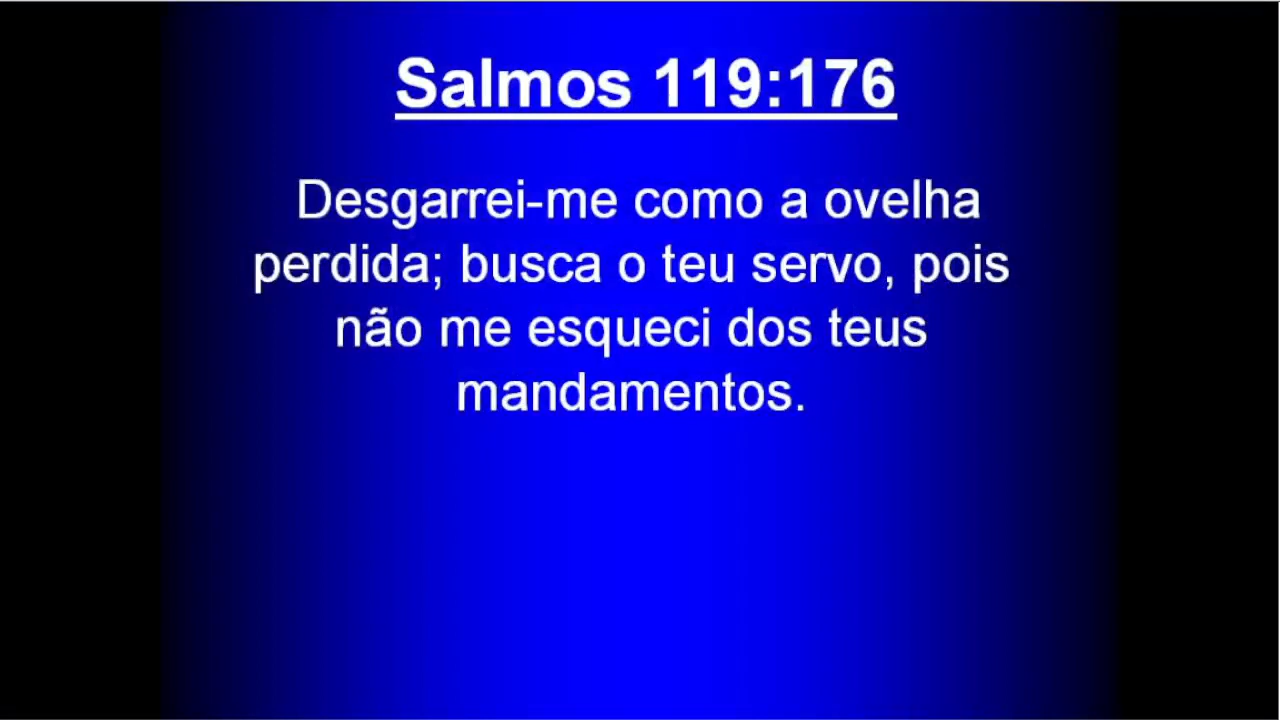 Salmos 119:176
Desgarrei-me como a ovelha
perdida; busca o teu servo, pois
não me esqueci dos teus
mandamentos.